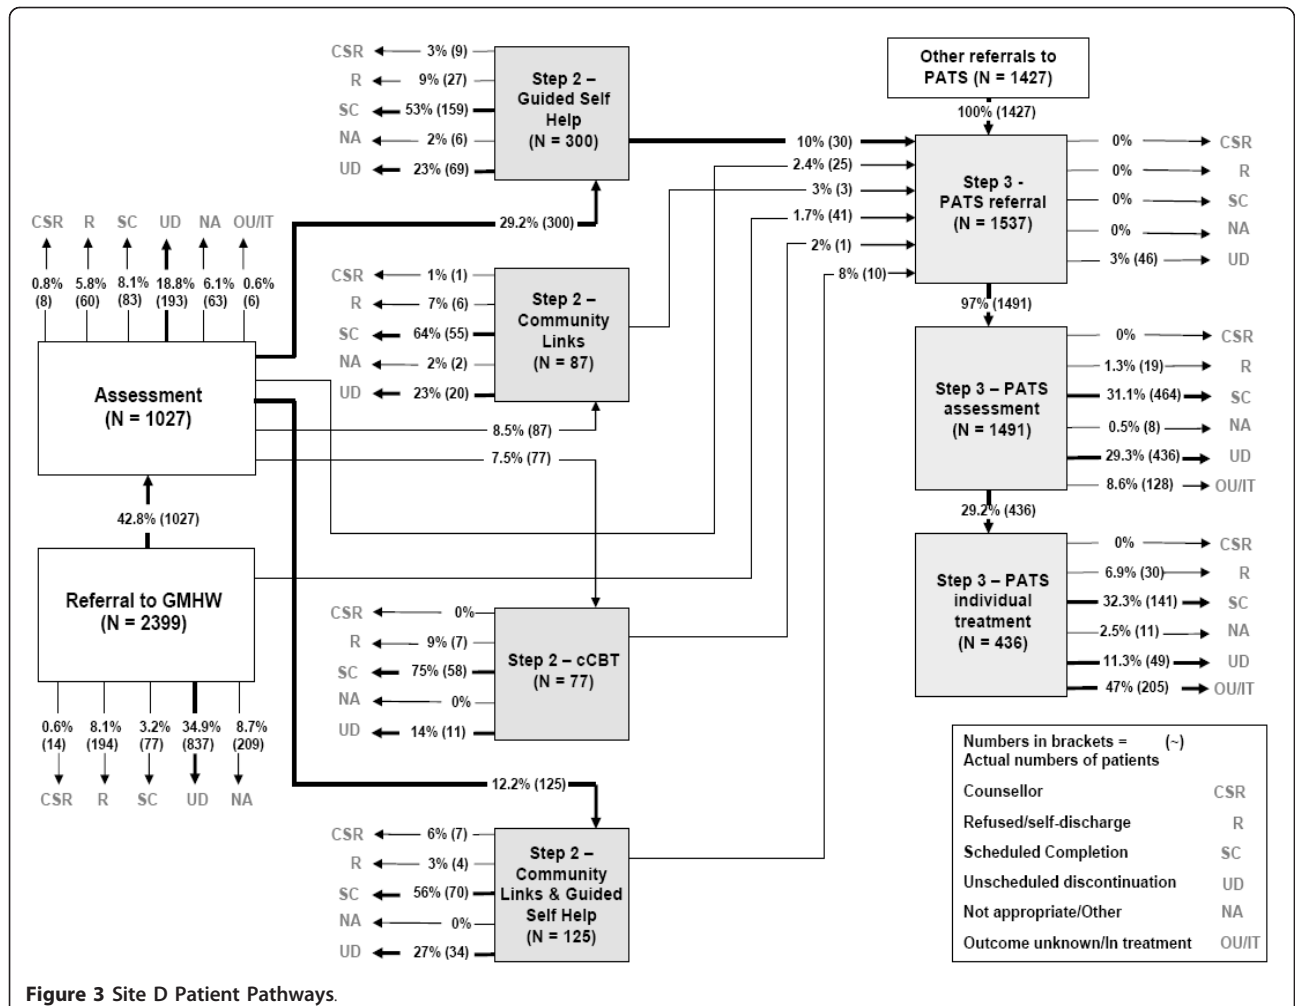 CSR
3% (9)
R
9% (27)
SC
53% (159)
NA
2% (6)
UD
23% (69)
Step 2 –
Guided Self
Help
(N = 300)
Other referrals to
PATS (N = 1427)
100% (1427)
10% (30)
2.4% (25)
3% (3)
1.7% (41)
2% (1)
8% (10)
Step 3 -
PATS referral
(N = 1537)
0%
CSR
0%
R
0%
SC
0%
NA
3% (46)
UD
29.2% (300)
CSR R SC UD NA OU/IT
0.8% 5.8% 8.1% 18.8% 6.1% 0.6%
(8) (60) (83) (193) (63) (6)
Assessment
(N = 1027)
CSR
1% (1)
R
7% (6)
SC
64% (55)
NA
2% (2)
UD
23% (20)
Step 2 –
Community
Links
(N = 87)
8.5% (87)
7.5% (77)
97% (1491)
Step 3 – PATS
assessment
(N = 1491)
0%
CSR
1.3% (19)
R
31.1% (464)
SC
0.5% (8)
NA
29.3% (436)
UD
8.6% (128)
OU/IT
29.2% (436)
42.8% (1027)
Referral to GMHW
(N = 2399)
0.6% 8.1% 3.2% 34.9% 8.7%
(14) (194) (77) (837) (209)
CSR R SC UD NA
CSR
0%
R
9% (7)
SC
75% (58)
NA
0%
UD
14% (11)
Step 2 – cCBT
(N = 77)
Step 3 – PATS
individual
treatment
(N = 436)
0%
CSR
6.9% (30)
R
32.3% (141)
SC
2.5% (11)
NA
11.3% (49)
UD
47% (205)
OU/IT
12.2% (125)
CSR
6% (7)
R
3% (4)
SC
56% (70)
NA
0%
UD
27% (34)
Step 2 –
Community
Links & Guided
Self Help
(N = 125)
Numbers in brackets = (~)
Actual numbers of patients
Counsellor CSR
Refused/self-discharge R
Scheduled Completion SC
Unscheduled discontinuation UD
Not appropriate/Other NA
Outcome unknown/In treatment OU/IT
Figure 3 Site D Patient Pathways.